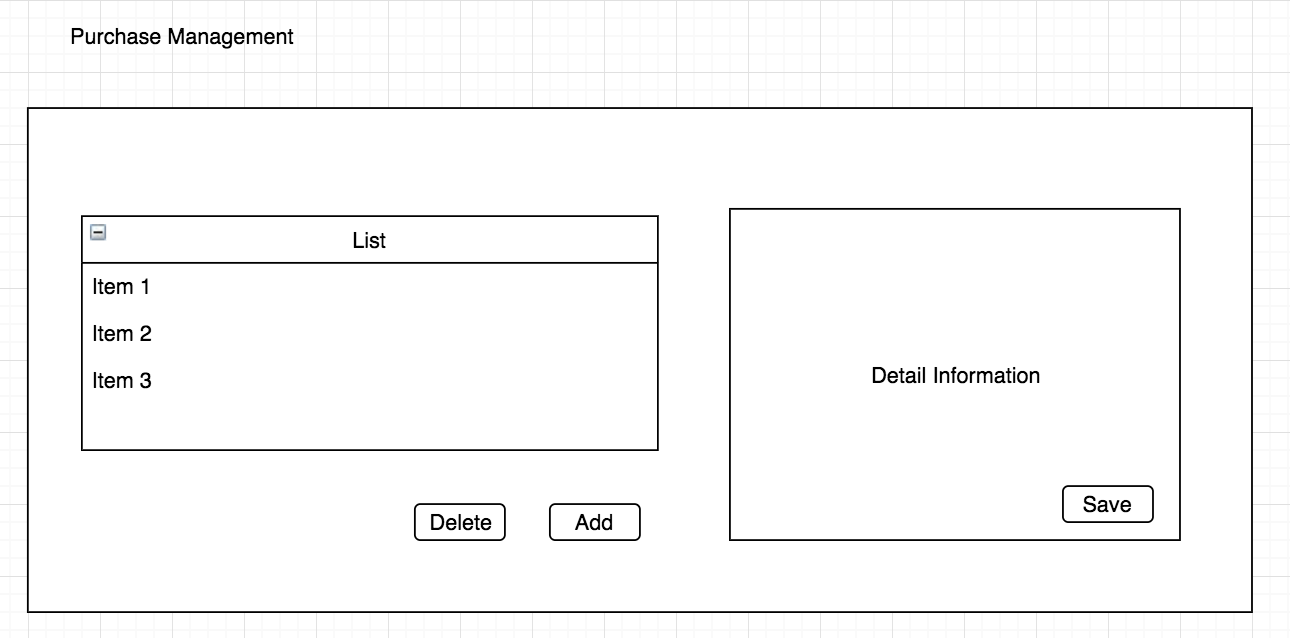 Purchase Management
List
Item 1
Item 2
Item 3
Detail Information
Delete
Add
Save